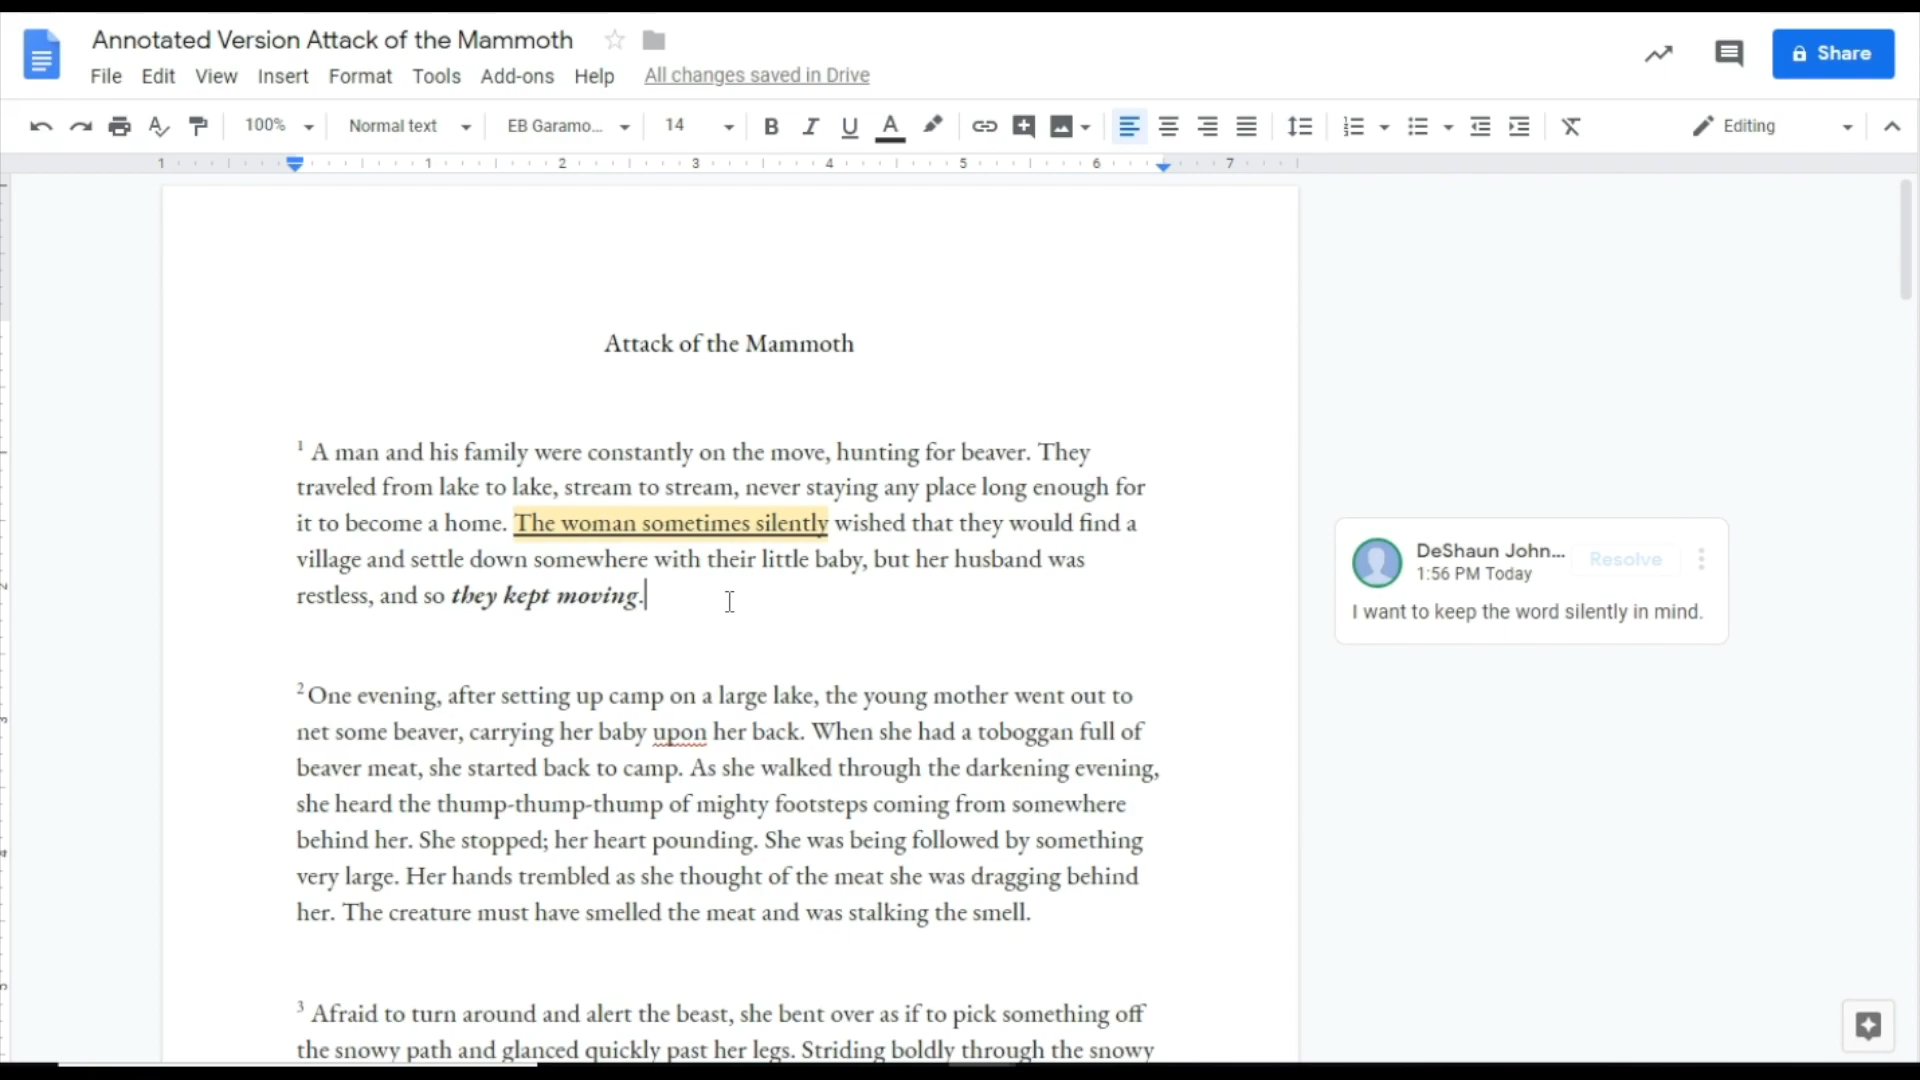 Annotated Version Attack of the Mammoth
File Edit View Insert Format Tools Add-ons Help All changes saved in Drive
Share
100% Normal text EB Garamo... 14 Editing
1 1 2 3 4 5 6 7
Attack of the Mammoth
1 A man and his family were constantly on the move, hunting for beaver. They
traveled from lake to lake, stream to stream, never staying any place long enough for
it to become a home. The woman sometimes silently wished that they would find a
village and settle down somewhere with their little baby, but her husband was
restless, and so they kept moving.
DeShaun John... Resolve
1:56 PM Today
I want to keep the word silently in mind.
2 One evening, after setting up camp on a large lake, the young mother went out to
net some beaver, carrying her baby upon her back. When she had a toboggan full of
beaver meat, she started back to camp. As she walked through the darkening evening,
she heard the thump-thump-thump of mighty footsteps coming from somewhere
behind her. She stopped; her heart pounding. She was being followed by something
very large. Her hands trembled as she thought of the meat she was dragging behind
her. The creature must have smelled the meat and was stalking the smell.
3 Afraid to turn around and alert the beast, she bent over as if to pick something off
the snowy path and glanced quickly past her legs. Striding boldly through the snowy